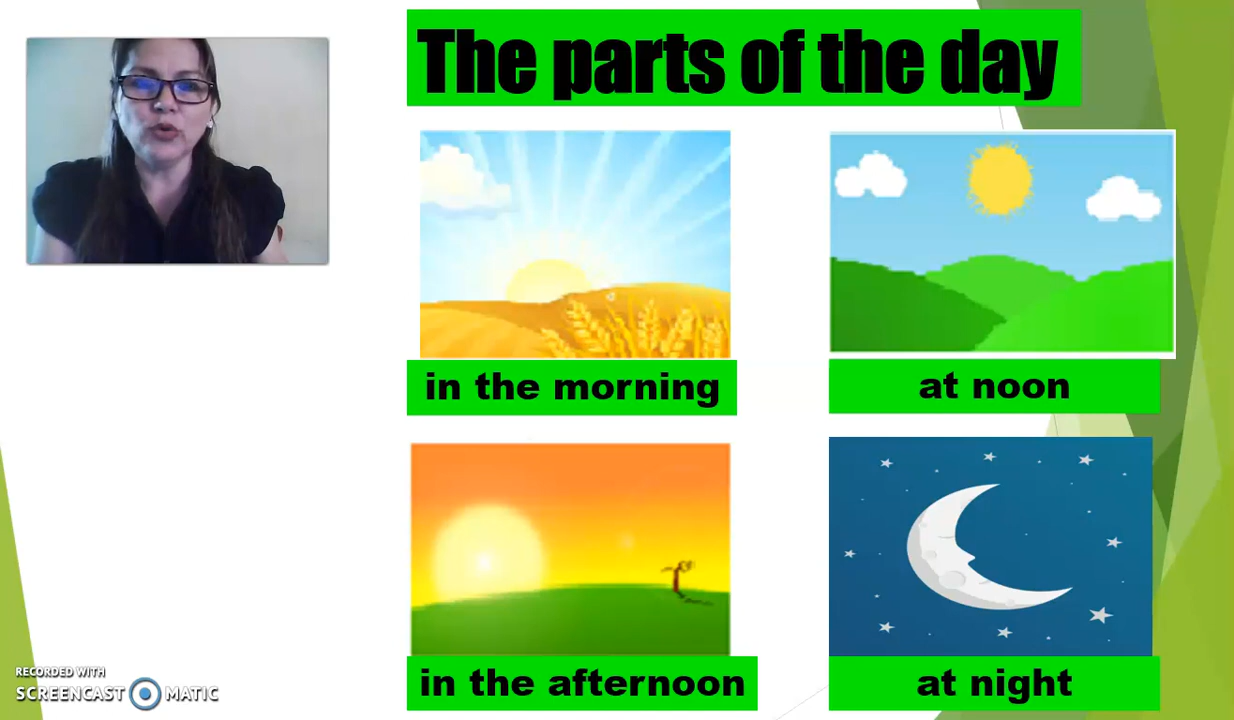 The parts of the day
in the morning
at noon
in the afternoon
at night
RECORDED WITH
SCREENCAST MATIC